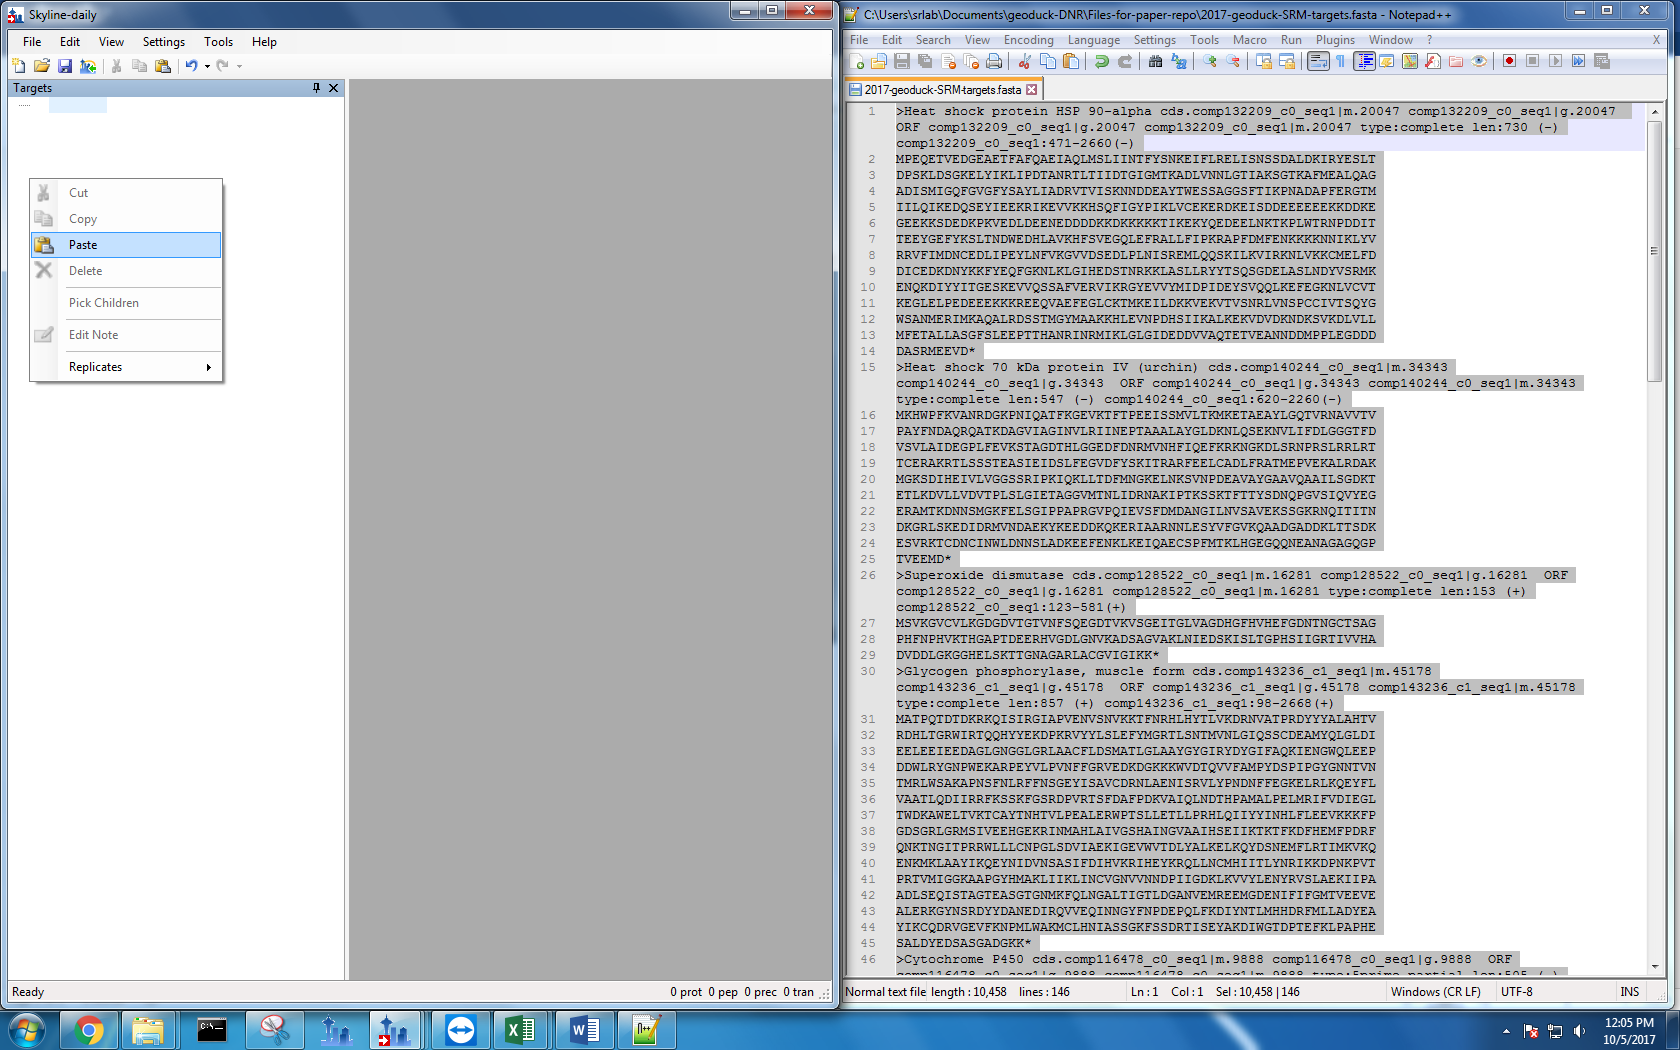 Skyline-daily
File Edit View Settings Tools Help
Targets
Cut
Copy
Paste
Delete
Pick Children
Edit Note
Replicates
Ready
0 prot 0 pep 0 prec 0 tran
C:\Users\srlab\Documents\geoduck-DNR\Files-for-paper-repo\2017-geoduck-SRM-targets.fasta - Notepad++
File Edit Search View Encoding Language Settings Tools Macro Run Plugins Window ? X
2017-geoduck-SRM-targets.fasta
1 >Heat shock protein HSP 90-alpha cds.comp132209_c0_seq1|m.20047 comp132209_c0_seq1|g.20047
ORF comp132209_c0_seq1|g.20047 comp132209_c0_seq1|m.20047 type:complete len:730 (-)
comp132209_c0_seq1:471-2660(-)
2 MPEQETVEDGEAETFAFQAEIAQLMSLIINTFYSNKEIFLRELISNSSDALDKIRYESLT
3 DPSKLDSGKELYIKLIPDTANRTLTIIDTGIGMTKADLVNNLGTIAKSGTKAFMEALQAG
4 ADISMIGQFGVGFYSAYLIADRVTVISKNNDDEAYTWESSAGGSFTIKPNADAPFERGTM
5 IILQIKEDQSEYIEEKRIKEVVKKHSQFIGYPIKLVCEKERDKEISDDEEEEEEKKDDKE
6 GEEKKSDEDKPKVEDLDEENEDDDDKKDKKKKKTIKEKYQEDEELNKTKPLWTRNPDDIT
7 TEEYGEFYKSLTNDWEDHLAVKHFSVEGQLEFRALLFIPKRAPFDMFENKKKKNNIKLYV
8 RRVFIMDNCEDLIPEYLNFVKGVVDSEDLPLNISREMLQQSKILKVIRKNLVKKCMELFD
9 DICEDKDNYKKFYEQFGKNLKLGIHEDSTNRKKLASLLRYYTSQSGDELASLNDYVSRMK
10 ENQKDIYYITGESKEVVQSSAFVERVIKRGYEVVYMIDPIDEYSVQQLKEFEGKNLVCVT
11 KEGLELPEDEEEKKKREEQVAEFEGLCKTMKEILDKKVEKVTVSNRLVNSPCCIVTSQYG
12 WSANMERIMKAQALRDSSTMGYMAAKKHLEVNPDHSIIKALKEKVDVDKNDKSVKDLVLL
13 MFETALLASGFSLEEPTTHANRINRMIKLGLGIDEDDVVAQTETVEANNDDMPPLEGDDD
14 DASRMEEVD*
15 >Heat shock 70 kDa protein IV (urchin) cds.comp140244_c0_seq1|m.34343
comp140244_c0_seq1|g.34343  ORF comp140244_c0_seq1|g.34343 comp140244_c0_seq1|m.34343
type:complete len:547 (-) comp140244_c0_seq1:620-2260(-)
16 MKHWPFKVANRDGKPNIQATFKGEVKTFTPEEISSMVLTKMKETAEAYLGQTVRNAVVTV
17 PAYFNDAQRQATKDAGVIAGINVLRIINEPTAAALAYGLDKNLQSEKNVLIFDLGGGTFD
18 VSVLAIDEGPLFEVKSTAGDTHLGGEDFDNRMVNHFIQEFKRKNGKDLSRNPRSLRRLRT
19 TCERAKRTLSSSTEASIEIDSLFEGVDFYSKITRARFEELCADLFRATMEPVEKALRDAK
20 MGKSDIHEIVLVGGSSRIPKIQKLLTDFMNGKELNKSVNPDEAVAYGAAVQAAILSGDKT
21 ETLKDVLLVDVTPLSLGIETAGGVMTNLIDRNAKIPTKSSKTFTTYSDNQPGVSIQVYEG
22 ERAMTKDNNSMGKFELSGIPPAPRGVPQIEVSFDMDANGILNVSAVEKSSGKRNQITITN
23 DKGRLSKEDIDRMVNDAEKYKEEDDKQKERIAARNNLESYVFGVKQAADGADDKLTTSDK
24 ESVRKTCDNCINWLDNNSLADKEEFENKLKEIQAECSPFMTKLHGEGQQNEANAGAGQGP
25 TVEEMD*
26 >Superoxide dismutase cds.comp128522_c0_seq1|m.16281 comp128522_c0_seq1|g.16281  ORF
comp128522_c0_seq1|g.16281 comp128522_c0_seq1|m.16281 type:complete len:153 (+)
comp128522_c0_seq1:123-581(+)
27 MSVKGVCVLKGDGDVTGTVNFSQEGDTVKVSGEITGLVAGDHGFHVHEFGDNTNGCTSAG
28 PHFNPHVKTHGAPTDEERHVGDLGNVKADSAGVAKLNIEDSKISLTGPHSIIGRTIVVHA
29 DVDDLGKGGHELSKTTGNAGARLACGVIGIKK*
30 >Glycogen phosphorylase, muscle form cds.comp143236_c1_seq1|m.45178
comp143236_c1_seq1|g.45178  ORF comp143236_c1_seq1|g.45178 comp143236_c1_seq1|m.45178
type:complete len:857 (+) comp143236_c1_seq1:98-2668(+)
31 MATPQTDTDKRKQISIRGIAPVENVSNVKKTFNRHLHYTLVKDRNVATPRDYYYALAHTV
32 RDHLTGRWIRTQQHYYEKDPKRVYYLSLEFYMGRTLSNTMVNLGIQSSCDEAMYQLGLDI
33 EELEEIEEDAGLGNGGLGRLAACFLDSMATLGLAAYGYGIRYDYGIFAQKIENGWQLEEP
34 DDWLRYGNPWEKARPEYVLPVNFFGRVEDKDGKKKWVDTQVVFAMPYDSPIPGYGNNTVN
35 TMRLWSAKAPNSFNLRFFNSGEYISAVCDRNLAENISRVLYPNDNFFEGKELRLKQEYFL
36 VAATLQDIIRRFKSSKFGSRDPVRTSFDAFPDKVAIQLNDTHPAMALPELMRIFVDIEGL
37 TWDKAWELTVKTCAYTNHTVLPEALERWPTSLLETLLPRHLQIIYYINHLFLEEVKKKFP
38 GDSGRLGRMSIVEEHGEKRINMAHLAIVGSHAINGVAAIHSEIIKTKTFKDFHEMFPDRF
39 QNKTNGITPRRWLLLCNPGLSDVIAEKIGEVWVTDLYALKELKQYDSNEMFLRTIMKVKQ
40 ENKMKLAAYIKQEYNIDVNSASIFDIHVKRIHEYKRQLLNCMHIITLYNRIKKDPNKPVT
41 PRTVMIGGKAAPGYHMAKLIIKLINCVGNVVNNDPIIGDKLKVVYLENYRVSLAEKIIPA
42 ADLSEQISTAGTEASGTGNMKFQLNGALTIGTLDGANVEMREEMGDENIFIFGMTVEEVE
43 ALERKGYNSRDYYDANEDIRQVVEQINNGYFNPDEPQLFKDIYNTLMHHDRFMLLADYEA
44 YIKCQDRVGEVFKNPMLWAKMCLHNIASSGKFSSDRTISEYAKDIWGTDPTEFKLPAPHE
45 SALDYEDSASGADGKK*
46 >Cytochrome P450 cds.comp116478_c0_seq1|m.9888 comp116478_c0_seq1|g.9888  ORF
comp116478_c0_seq1|g.9888 comp116478_c0_seq1|m.9888 type:5prime_partial len:505 (-)
Normal text file length : 10,458 lines : 146 Ln : 1 Col : 1 Sel : 10,458 | 146 Windows (CR LF) UTF-8 INS
12:05 PM
10/5/2017